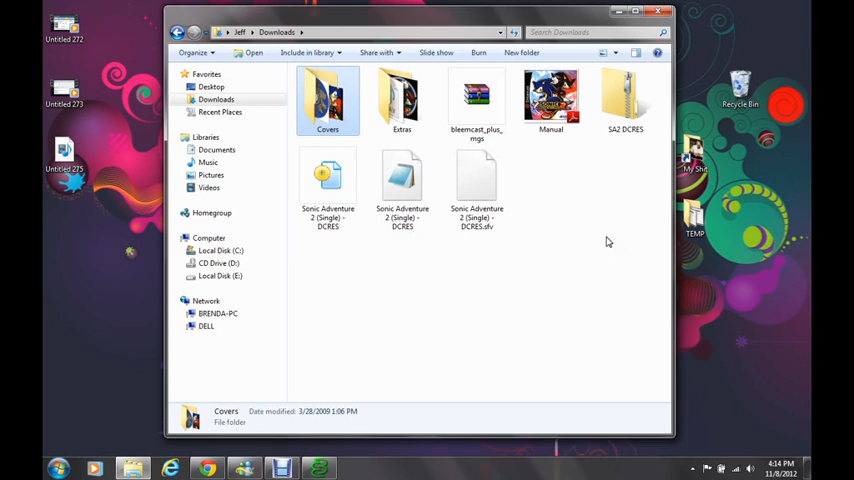 Jeff ▸ Downloads ▸
Search Downloads
Organize
Open
Include in library
Share with
Slide show
Burn
New folder
Untitled 272
Untitled 273
Untitled 275
Favorites
Desktop
Downloads
Recent Places
Libraries
Documents
Music
Pictures
Videos
Homegroup
Computer
Local Disk (C:)
CD Drive (D:)
Local Disk (E:)
Network
BRENDA-PC
DELL
Covers
Extras
bleemcast_plus_
mgs
Manual
SA2 DCRES
Sonic Adventure
2 (Single) -
DCRES
Sonic Adventure
2 (Single) -
DCRES
Sonic Adventure
2 (Single) -
DCRES.sfv
Recycle Bin
My Shit
TEMP
Covers
Date modified: 3/28/2009 1:06 PM
File folder
4:14 PM
11/8/2012